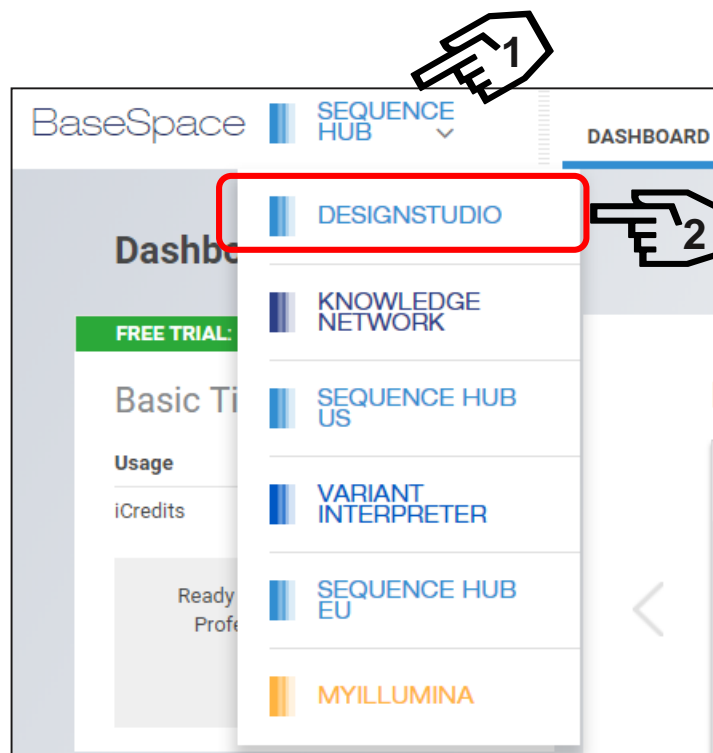 1
BaseSpace
SEQUENCE
HUB
DASHBOARD
DESIGNSTUDIO
2
Dashbo
KNOWLEDGE
NETWORK
FREE TRIAL:
Basic Ti
SEQUENCE HUB
US
Usage
iCredits
VARIANT
INTERPRETER
Ready
Profe
SEQUENCE HUB
EU
MYILLUMINA